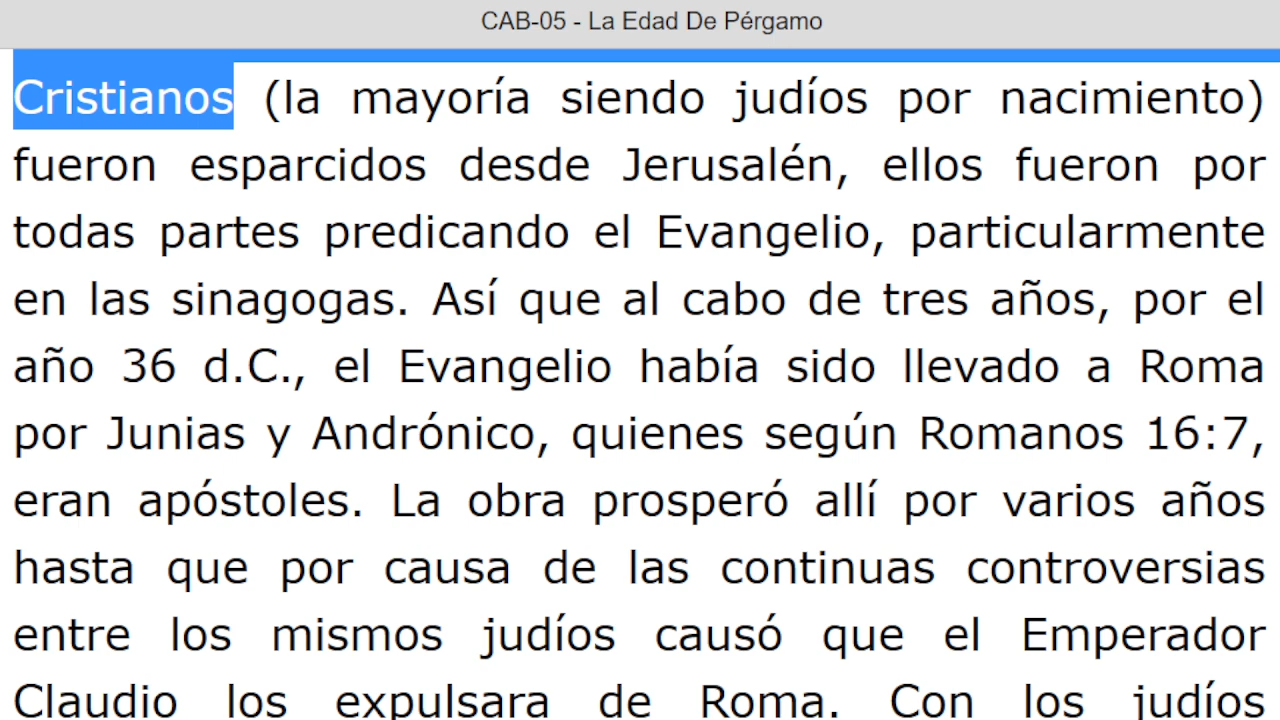 CAB-05 - La Edad De Pérgamo
Cristianos (la mayoría siendo judíos por nacimiento)
fueron esparcidos desde Jerusalén, ellos fueron por
todas partes predicando el Evangelio, particularmente
en las sinagogas. Así que al cabo de tres años, por el
año 36 d.C., el Evangelio había sido llevado a Roma
por Junias y Andrónico, quienes según Romanos 16:7,
eran apóstoles. La obra prosperó allí por varios años
hasta que por causa de las continuas controversias
entre los mismos judíos causó que el Emperador
Claudio los expulsara de Roma. Con los judíos